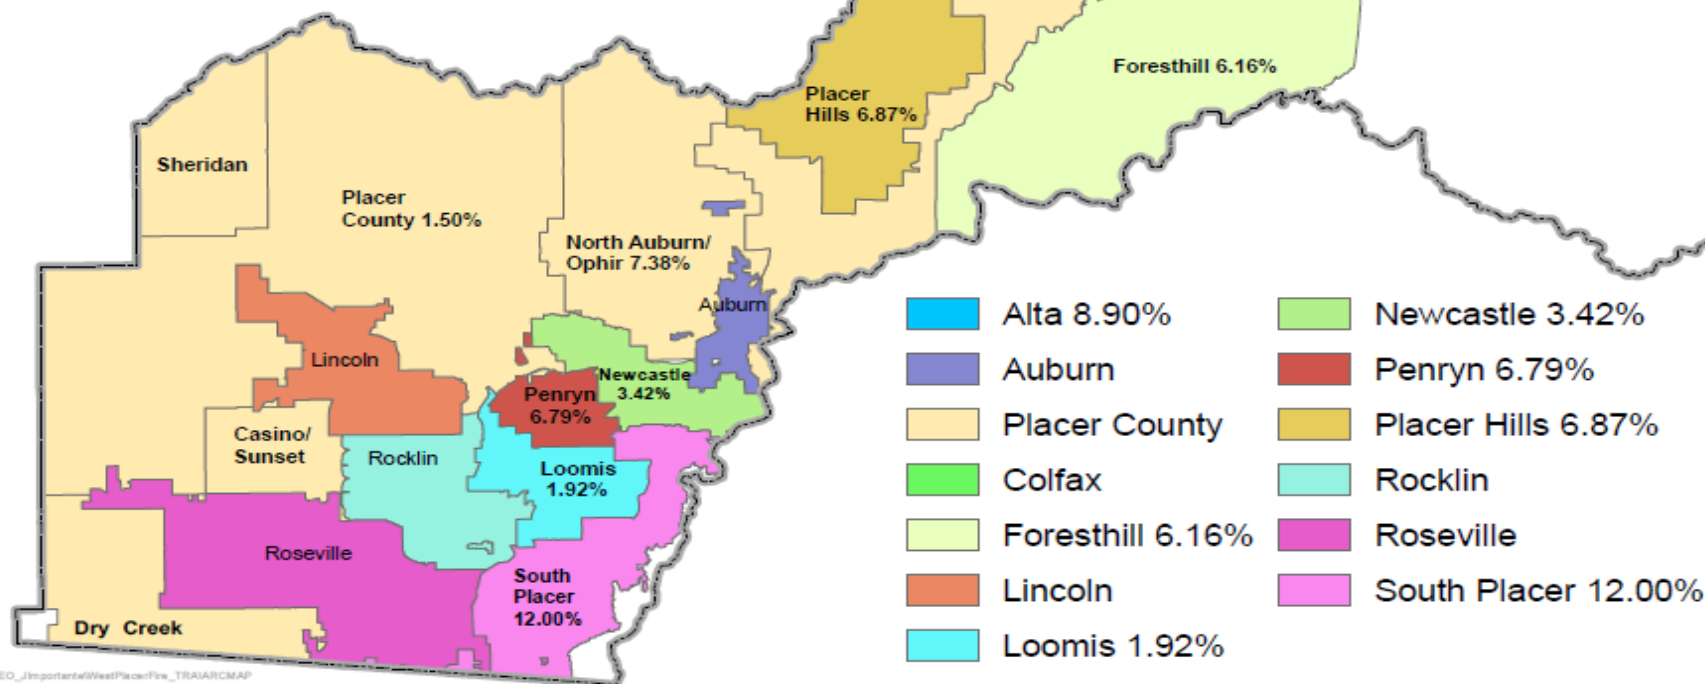 Foresthill 6.16%
Placer
Hills 6.87%
Sheridan
Placer
County 1.50%
North Auburn/
Ophir 7.38%
Auburn
Lincoln
Newcastle
3.42%
Penryn
6.79%
Casino/
Sunset
Rocklin
Loomis
1.92%
Roseville
South
Placer
12.00%
Dry Creek
Alta 8.90%
Auburn
Placer County
Colfax
Foresthill 6.16%
Lincoln
Loomis 1.92%
Newcastle 3.42%
Penryn 6.79%
Placer Hills 6.87%
Rocklin
Roseville
South Placer 12.00%